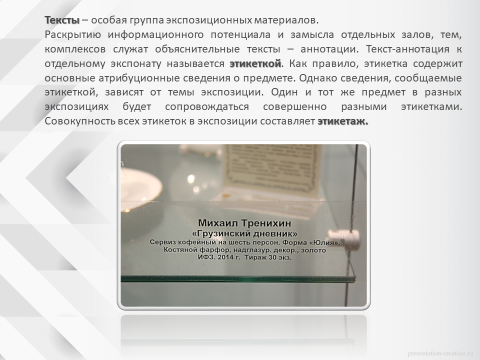 Тексты – особая группа экспозиционных материалов.
Раскрытию информационного потенциала и замысла отдельных залов, тем,
комплексов служат объяснительные тексты – аннотации. Текст-аннотация к
отдельному экспонату называется этикеткой. Как правило, этикетка содержит
основные атрибуционные сведения о предмете. Однако сведения, сообщаемые
этикеткой, зависят от темы экспозиции. Один и тот же предмет в разных
экспозициях будет сопровождаться совершенно разными этикетками.
Совокупность всех этикеток в экспозиции составляет этикетаж.
Михаил Тренихин
«Грузинский дневник»
Сервиз кофейный на шесть персон. Форма «Юлия».
Костяной фарфор, надглазур. декор., золото
ИФЗ. 2014 г. Тираж 30 экз.